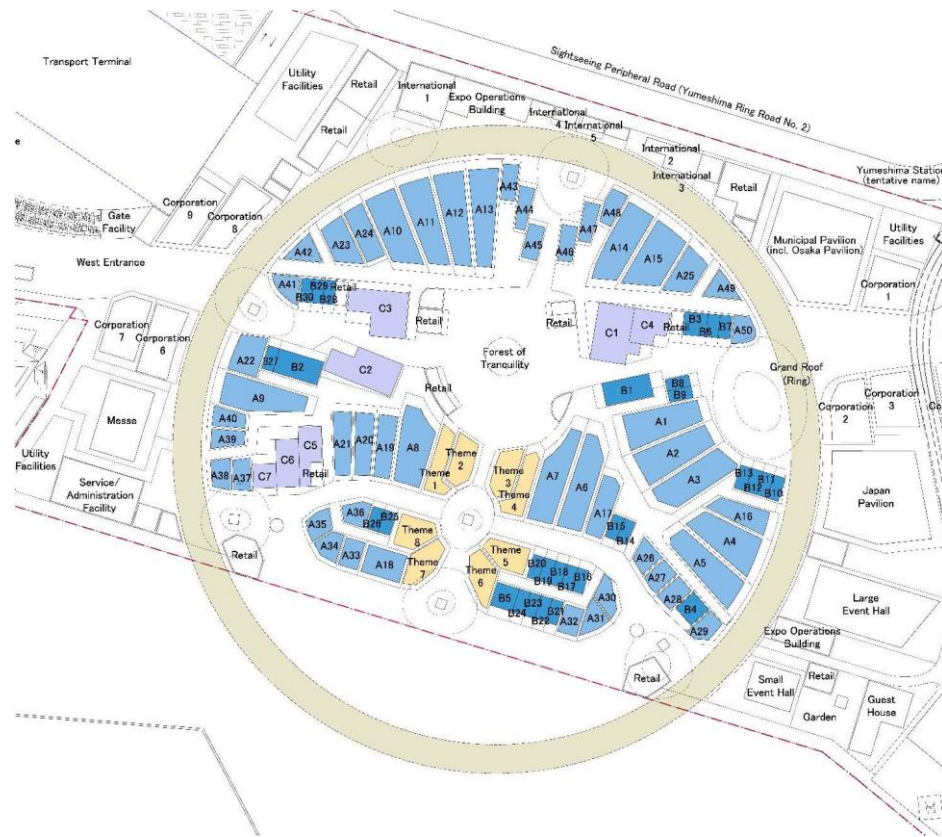 Transport Terminal
Utility
Facilities
Retail
Retail
International
1
Expo Operations
Building
International
4
International
5
International
2
International
3
Retail
Sightseeing Peripheral Road (Yumeshima Ring Road No. 2)
Yumeshima Station
(tentative name)
e
Gate
Facility
Corporation
9
Corporation
8
West Entrance
Municipal Pavilion
(incl. Osaka Pavilion)
Utility
Facilities
Corporation
1
A42
A23
A24
A10
A11
A12
A13
A43
A44
A45
A46
A47
A48
A14
A15
A25
A49
A41
B29
B30
B28
Retail
C3
Retail
Retail
C1
C4
Retail
B3
B6
B7
A50
Corporation
7
Corporation
6
A22
B27
B2
C2
Forest of
Tranquility
Retail
B1
B8
B9
Grand Roof
(Ring)
Corporation
2
Corporation
3
Messe
A9
A40
A39
A38
A37
C5
C6
C7
Retail
A21
A20
A19
A8
Theme
1
Theme
2
Theme
3
Theme
4
A7
A6
A17
B15
B14
A1
A2
A3
B13
B11
B12
B10
Utility
Facilities
Service/
Administration
Facility
Japan
Pavilion
A16
A4
A5
A35
A36
B25
B26
A34
A33
A18
Theme
8
Theme
7
Theme
5
Theme
6
B20
B18
B16
B19
B17
B5
B23
B21
B24
B22
A32
A30
A31
A26
A27
A28
B4
A29
Retail
Retail
Large
Event Hall
Expo Operations
Building
Small
Event Hall
Retail
Garden
Guest
House